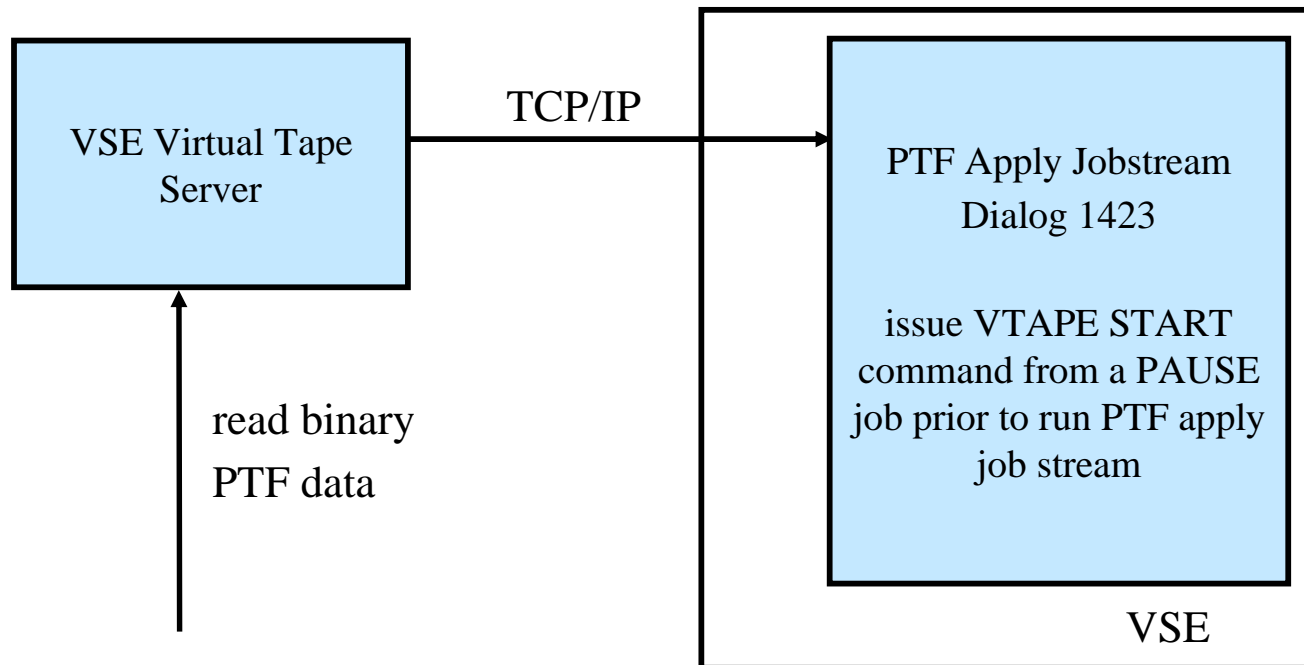 VSE Virtual Tape
Server
TCP/IP
PTF Apply Jobstream
Dialog 1423
issue VTAPE START
command from a PAUSE
job prior to run PTF apply
job stream
read binary
PTF data
VSE